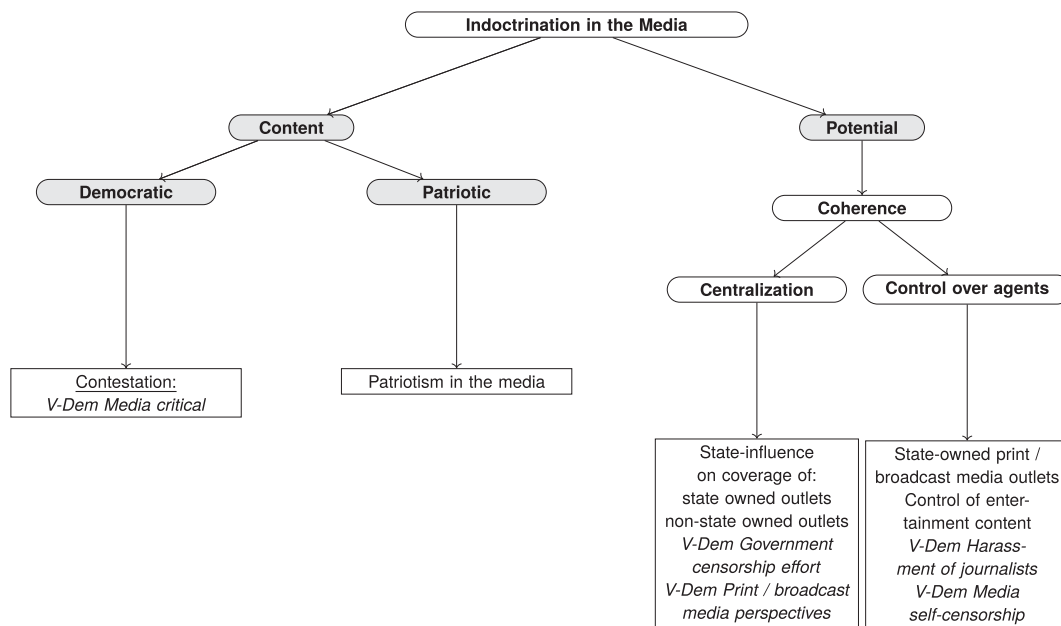 Indoctrination in the Media
Content
Potential
Democratic
Patriotic
Coherence
Centralization
Control over agents
Contestation:
V-Dem Media critical
Patriotism in the media
State-influence
on coverage of:
state owned outlets
non-state owned outlets
V-Dem Government
censorship effort
V-Dem Print / broadcast
media perspectives
State-owned print /
broadcast media outlets
Control of enter-
tainment content
V-Dem Harass-
ment of journalists
V-Dem Media
self-censorship